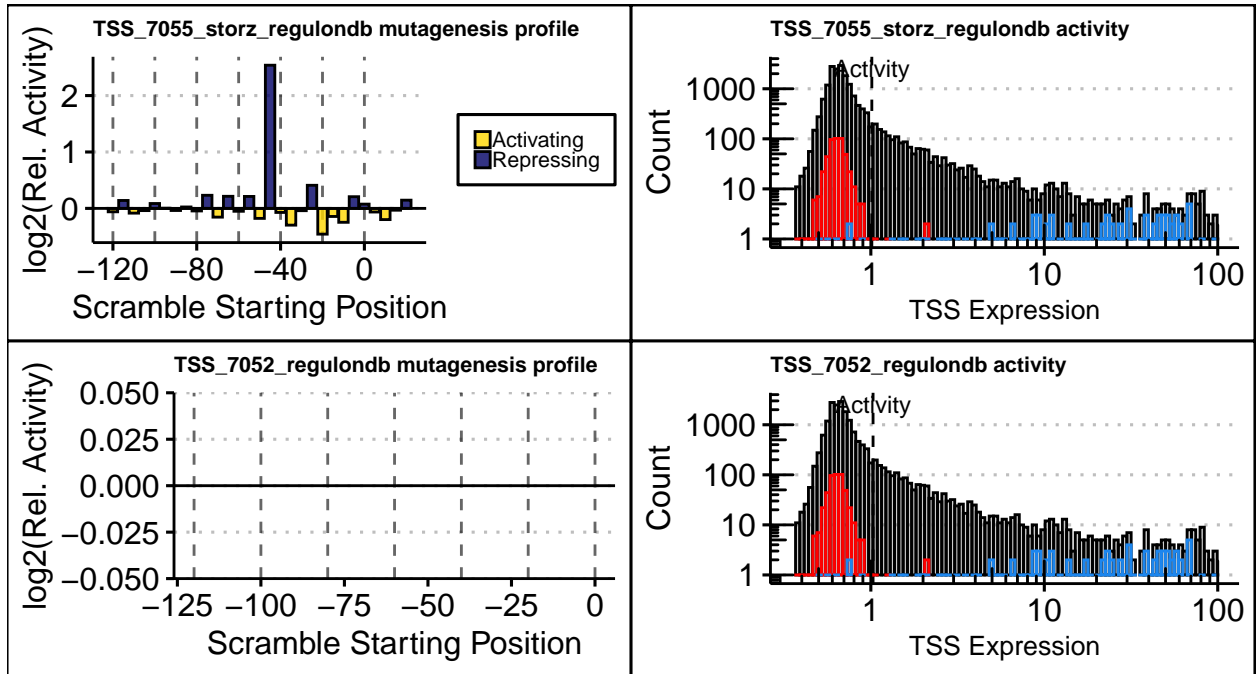 TSS_7055_storz_regulondb mutagenesis profile
log2(Rel. Activity)
2
1
0
−120
−80
−40
0
Scramble Starting Position
Activating
Repressing
TSS_7055_storz_regulondb activity
Activity
Count
1000
100
10
1
1
10
100
TSS Expression
TSS_7052_regulondb mutagenesis profile
log2(Rel. Activity)
0.050
0.025
0.000
−0.025
−0.050
−125
−100
−75
−50
−25
0
Scramble Starting Position
TSS_7052_regulondb activity
Activity
Count
1000
100
10
1
1
10
100
TSS Expression